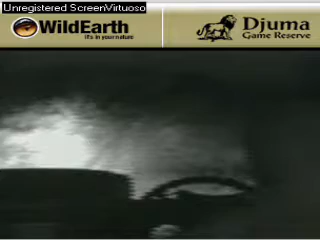 Unregistered ScreenVirtuoso
WildEarth
it's in your nature
Djuma
Game Reserve